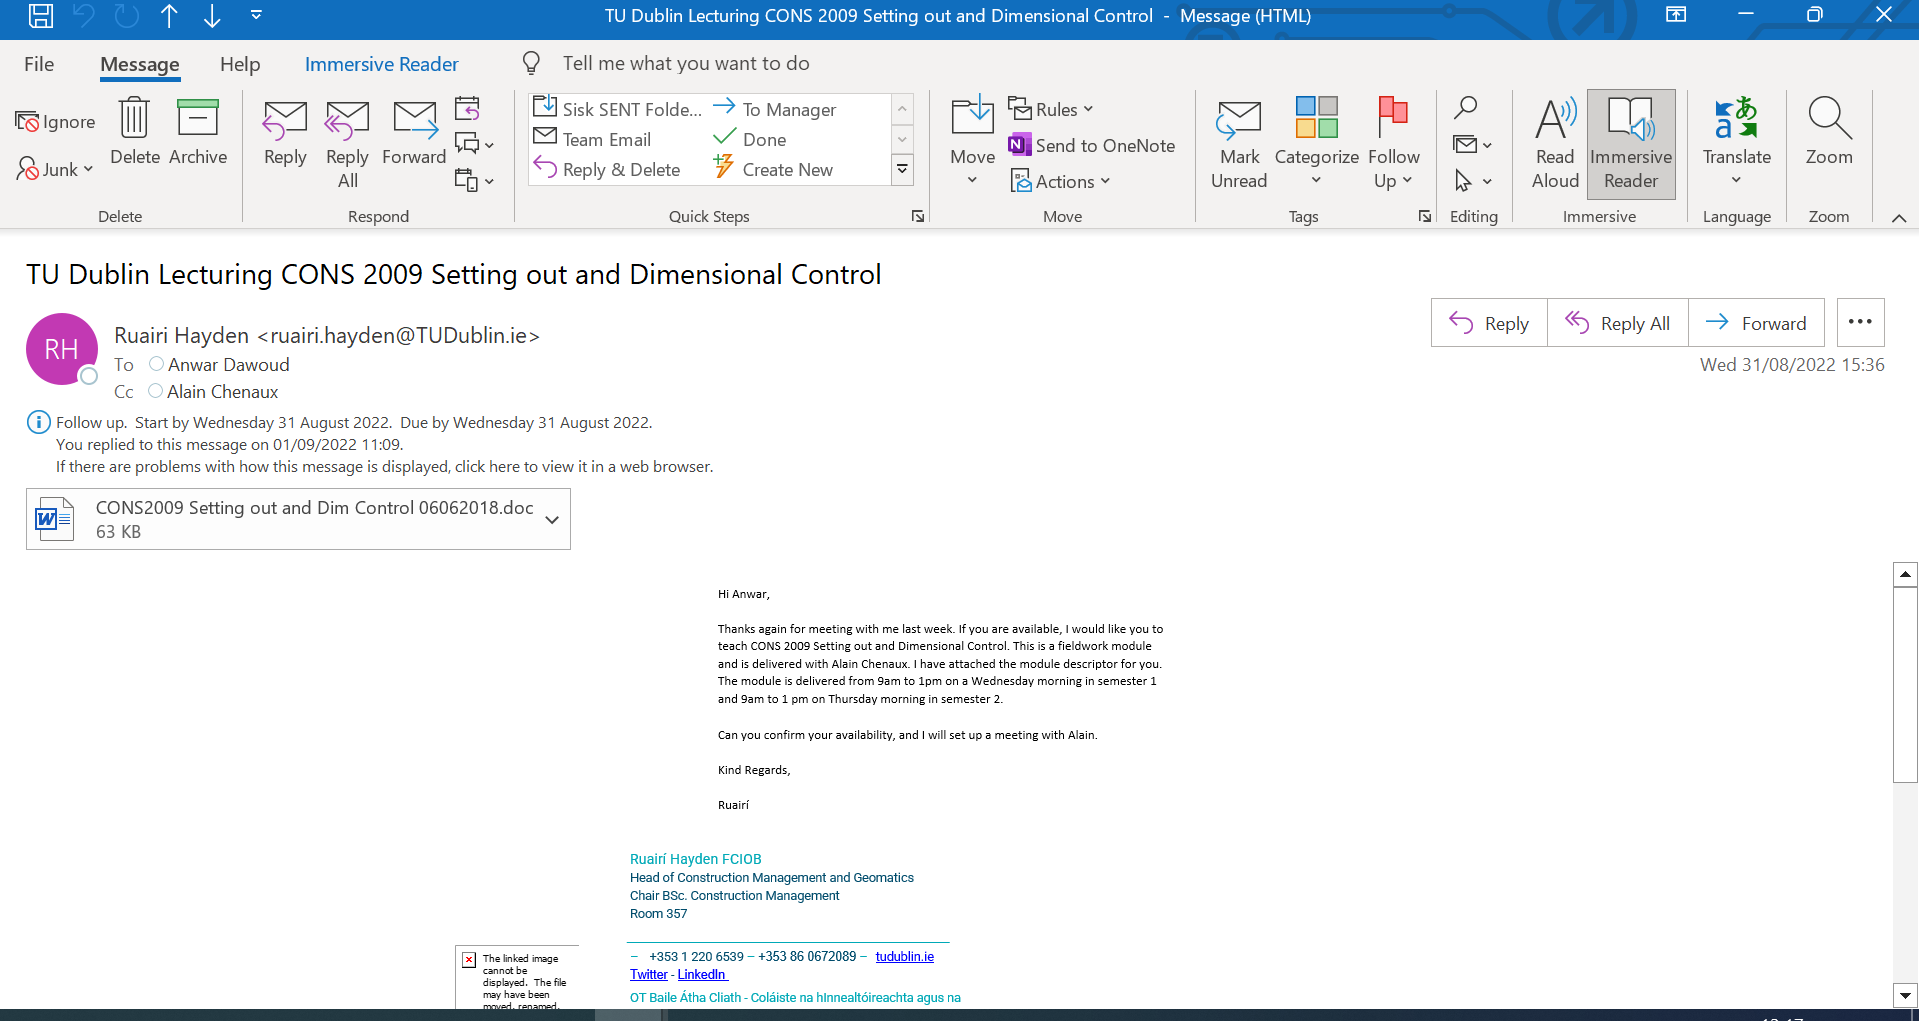 TU Dublin Lecturing CONS 2009 Setting out and Dimensional Control - Message (HTML)
File Message Help Immersive Reader Tell me what you want to do
Ignore
Junk
Delete
Archive
Delete
Reply
Reply All
Forward
Respond
Sisk SENT Folde... To Manager
Team Email Done
Reply & Delete Create New
Quick Steps
Move
Rules
Send to OneNote
Actions
Move
Mark Unread
Categorize
Follow Up
Tags
Editing
Read Aloud
Immersive Reader
Immersive
Translate
Language
Zoom
Zoom
TU Dublin Lecturing CONS 2009 Setting out and Dimensional Control
RH
Ruairi Hayden <ruairi.hayden@TUDublin.ie>
To Anwar Dawoud
Cc Alain Chenaux
Reply Reply All Forward
Wed 31/08/2022 15:36
Follow up. Start by Wednesday 31 August 2022. Due by Wednesday 31 August 2022.
You replied to this message on 01/09/2022 11:09.
If there are problems with how this message is displayed, click here to view it in a web browser.
CONS2009 Setting out and Dim Control 06062018.doc
63 KB
Hi Anwar,
Thanks again for meeting with me last week. If you are available, I would like you to
teach CONS 2009 Setting out and Dimensional Control. This is a fieldwork module
and is delivered with Alain Chenaux. I have attached the module descriptor for you.
The module is delivered from 9am to 1pm on a Wednesday morning in semester 1
and 9am to 1 pm on Thursday morning in semester 2.
Can you confirm your availability, and I will set up a meeting with Alain.
Kind Regards,
Ruairí
Ruairí Hayden FCIOB
Head of Construction Management and Geomatics
Chair BSc. Construction Management
Room 357
– +353 1 220 6539 – +353 86 0672089 – tudublin.ie
Twitter - LinkedIn
OT Baile Átha Cliath - Coláiste na hInnealtóireachta agus na
The linked image
cannot be
displayed. The file
may have been
moved, renamed,